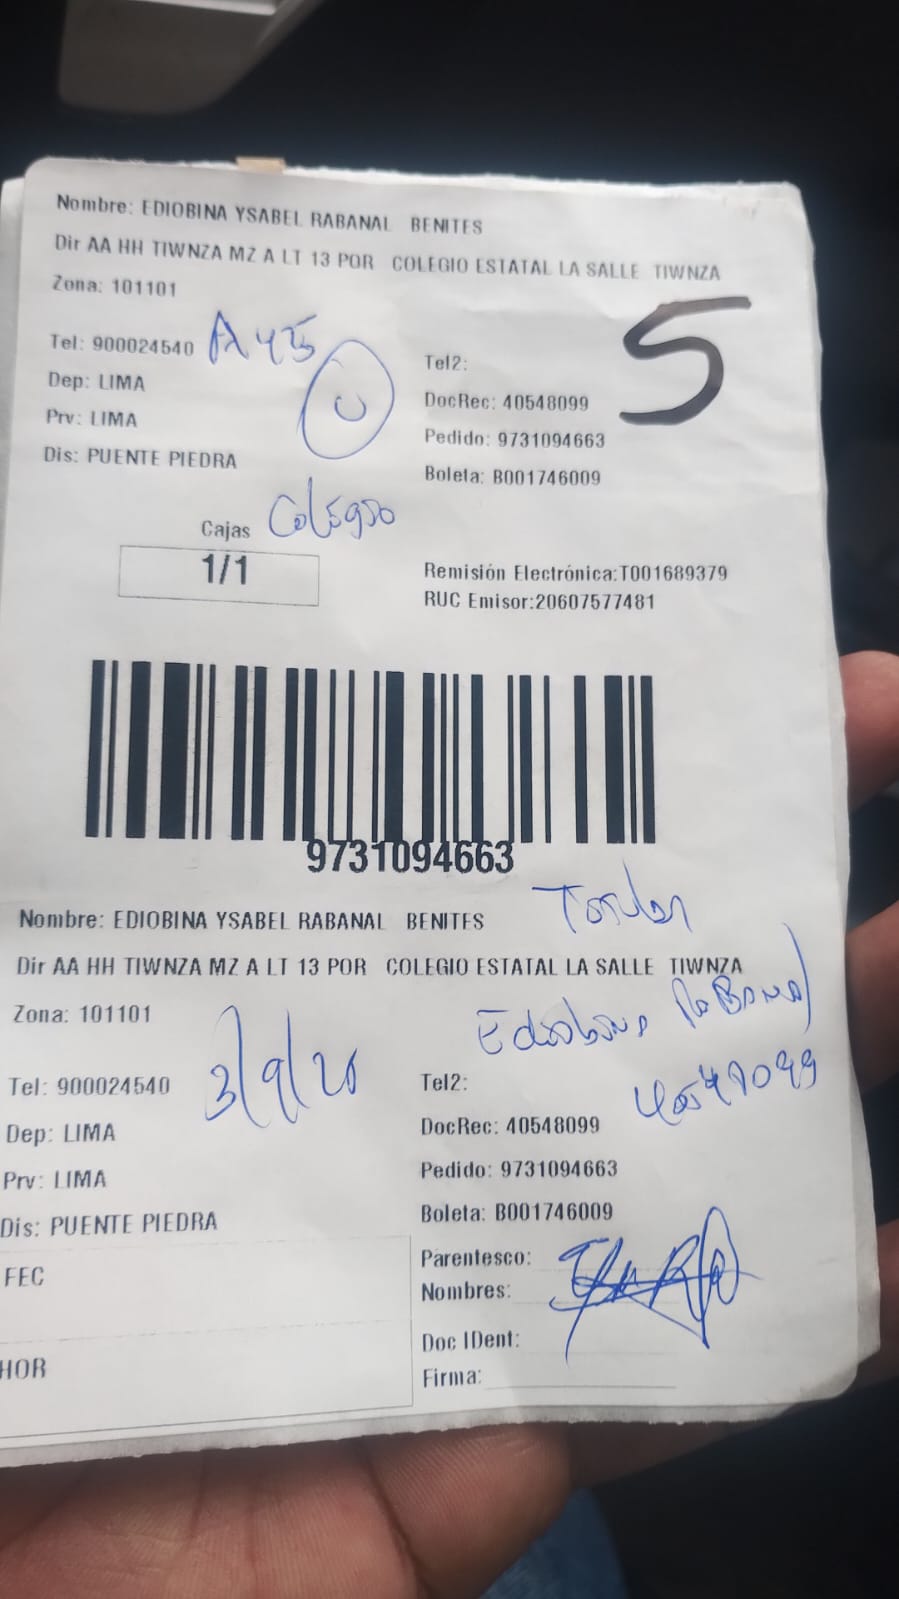 Nombre: EDIOBINA YSABEL RABANAL BENITES
Dir AA HH TIWNZA MZ A LT 13 POR COLEGIO ESTATAL LA SALLE TIWNZA
Zona: 101101
5
Tel: 900024540
Tel2:
Dep: LIMA
DocRec: 40548099
Prv: LIMA
Pedido: 9731094663
Dis: PUENTE PIEDRA
Boleta: B001746009
Cajas
1/1
Remisión Electrónica:T001689379
RUC Emisor:20607577481
9731094663
Nombre: EDIOBINA YSABEL RABANAL BENITES
Dir AA HH TIWNZA MZ A LT 13 POR COLEGIO ESTATAL LA SALLE TIWNZA
Zona: 101101
Tel: 900024540
Tel2:
Dep: LIMA
DocRec: 40548099
Prv: LIMA
Pedido: 9731094663
Dis: PUENTE PIEDRA
Boleta: B001746009
FEC
Parentesco:
Nombres:
HOR
Doc IDent:
Firma: